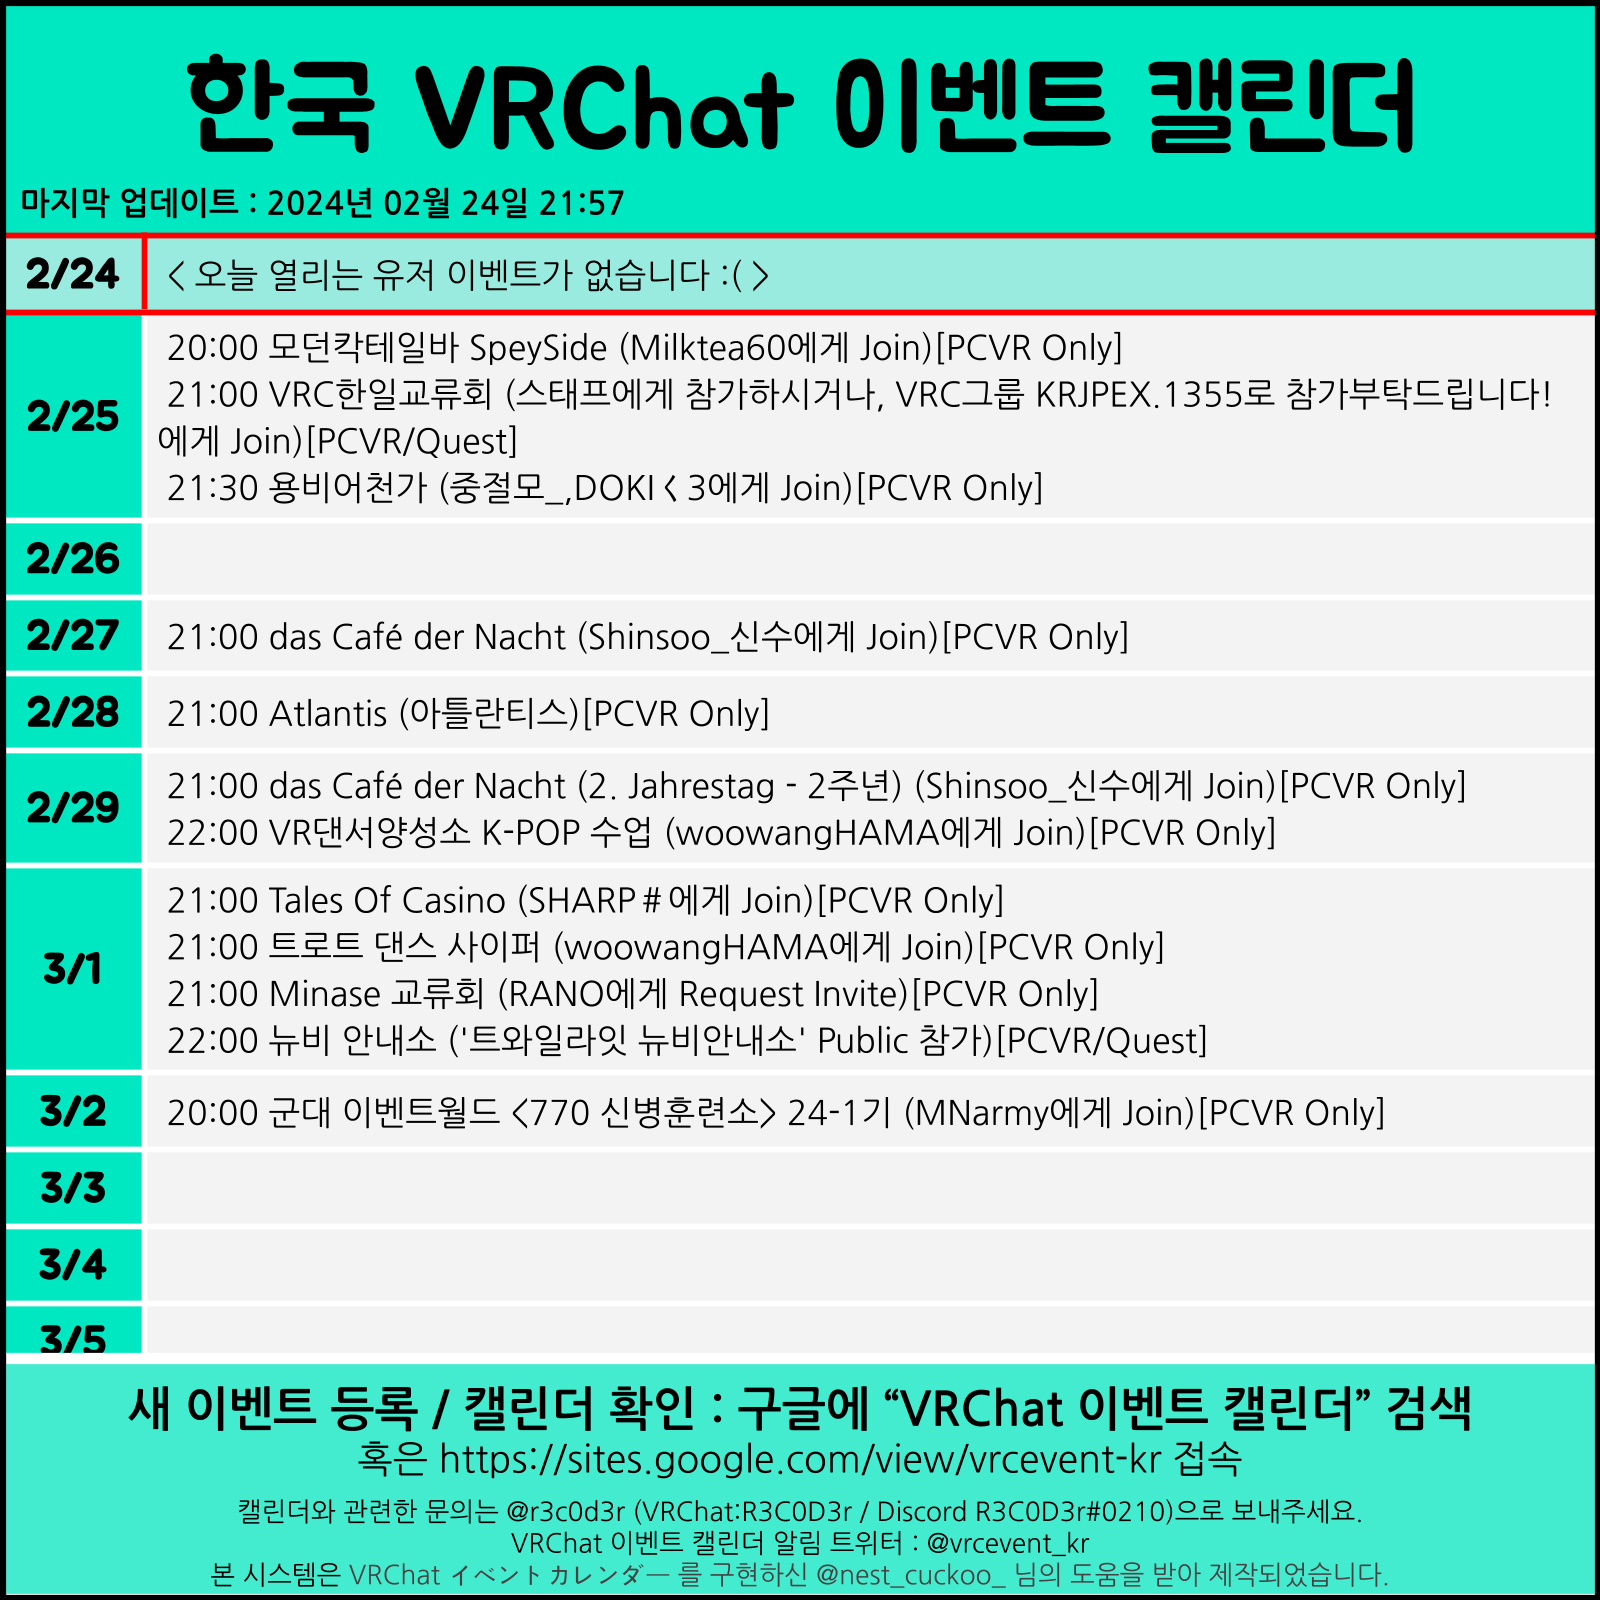 한국 VRChat 이벤트 캘린더
마지막 업데이트 : 2024년 02월 24일 21:57
2/24
< 오늘 열리는 유저 이벤트가 없습니다 :( >
2/25
20:00 모던칵테일바 SpeySide (Milktea60에게 Join)[PCVR Only]
21:00 VRC한일교류회 (스태프에게 참가하시거나, VRC그룹 KRJPEX.1355로 참가부탁드립니다!
에게 Join)[PCVR/Quest]
21:30 용비어천가 (중절모_,DOKI く 3에게 Join)[PCVR Only]
2/26
2/27
21:00 das Café der Nacht (Shinsoo_신수에게 Join)[PCVR Only]
2/28
21:00 Atlantis (아틀란티스)[PCVR Only]
2/29
21:00 das Café der Nacht (2. Jahrestag - 2주년) (Shinsoo_신수에게 Join)[PCVR Only]
22:00 VR댄서양성소 K-POP 수업 (woowangHAMA에게 Join)[PCVR Only]
3/1
21:00 Tales Of Casino (SHARP＃에게 Join)[PCVR Only]
21:00 트로트 댄스 사이퍼 (woowangHAMA에게 Join)[PCVR Only]
21:00 Minase 교류회 (RANO에게 Request Invite)[PCVR Only]
22:00 뉴비 안내소 ('트와일라잇 뉴비안내소' Public 참가)[PCVR/Quest]
3/2
20:00 군대 이벤트월드 <770 신병훈련소> 24-1기 (MNarmy에게 Join)[PCVR Only]
3/3
3/4
3/5
새 이벤트 등록 / 캘린더 확인 : 구글에 “VRChat 이벤트 캘린더” 검색
혹은 https://sites.google.com/view/vrcevent-kr 접속
캘린더와 관련한 문의는 @r3c0d3r (VRChat:R3C0D3r / Discord R3C0D3r#0210)으로 보내주세요.
VRChat 이벤트 캘린더 알림 트위터 : @vrcevent_kr
본 시스템은 VRChat イベントカレンダー 를 구현하신 @nest_cuckoo_ 님의 도움을 받아 제작되었습니다.